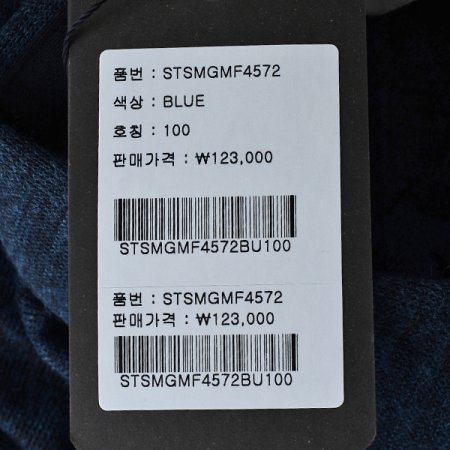 품번 : STSMGMF4572
색상 : BLUE
호칭 : 100
판매가격 : ₩123,000
STSMGMF4572BU100
품번 : STSMGMF4572
판매가격 : ₩123,000
STSMGMF4572BU100